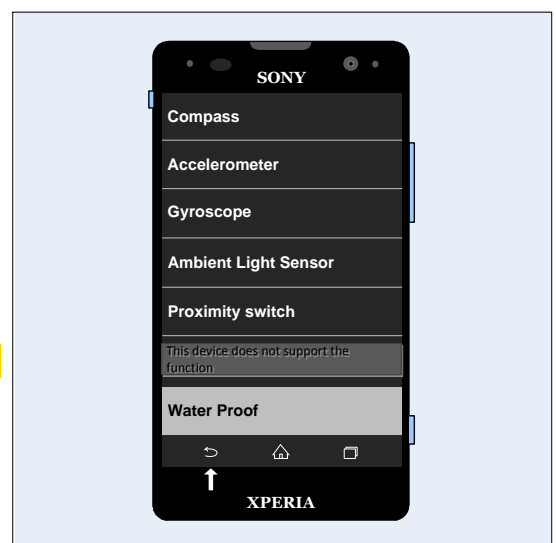 SONY
Compass
Accelerometer
Gyroscope
Ambient Light Sensor
Proximity switch
This device does not support the
function
Water Proof
XPERIA